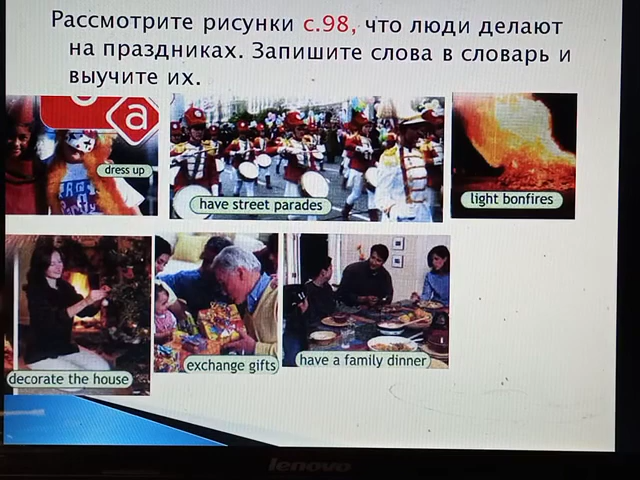 Рассмотрите рисунки с.98, что люди делают
на праздниках. Запишите слова в словарь и
выучите их.
a
dress up
have street parades
light bonfires
decorate the house
exchange gifts
have a family dinner
lenovo